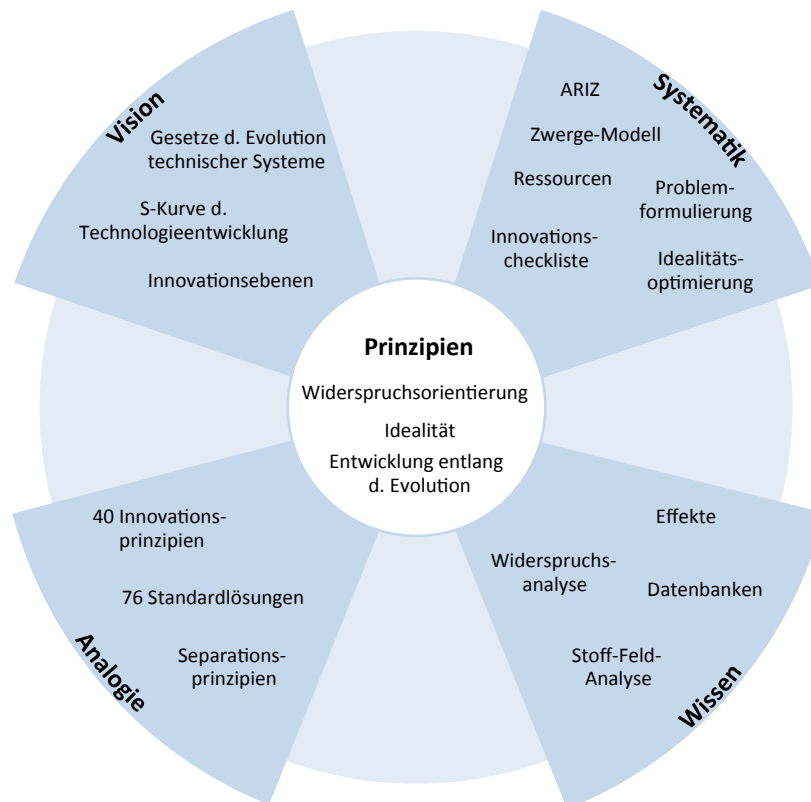 Vision
Gesetze d. Evolution
technischer Systeme
S-Kurve d.
Technologieentwicklung
Innovationsebenen
Systematik
ARIZ
Zwerge-Modell
Ressourcen
Problem-
formulierung
Innovations-
checkliste
Idealitäts-
optimierung
Prinzipien
Widerspruchsorientierung
Idealität
Entwicklung entlang
d. Evolution
40 Innovations-
prinzipien
76 Standardlösungen
Separations-
prinzipien
Analogie
Effekte
Widerspruchs-
analyse
Datenbanken
Stoff-Feld-
Analyse
Wissen